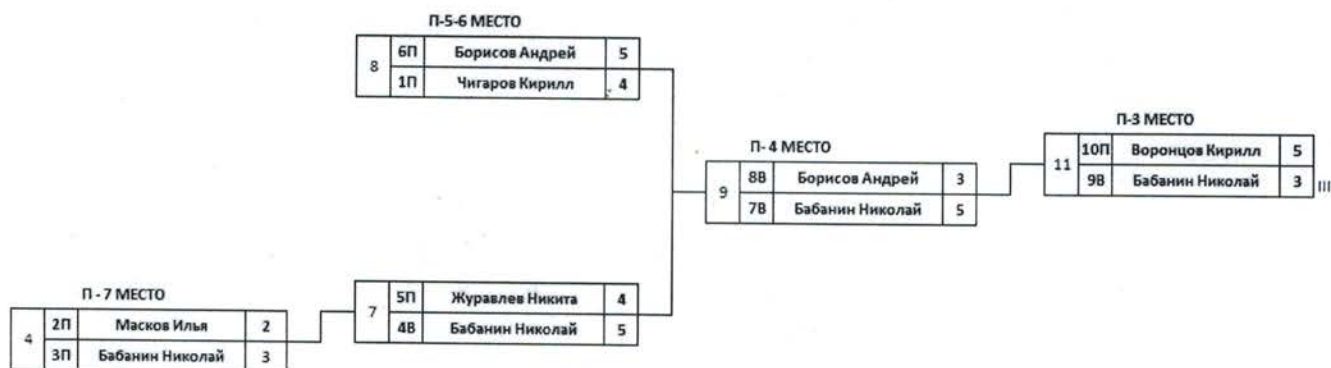 П-5-6 МЕСТО
8 6П Борисов Андрей 5
1П Чигаров Кирилл 4
П-3 МЕСТО
11 10П Воронцов Кирилл 5
9В Бабанин Николай 3 III
П- 4 МЕСТО
9 8В Борисов Андрей 3
7В Бабанин Николай 5
7 5П Журавлев Никита 4
4В Бабанин Николай 5
П - 7 МЕСТО
4 2П Масков Илья 2
3П Бабанин Николай 3